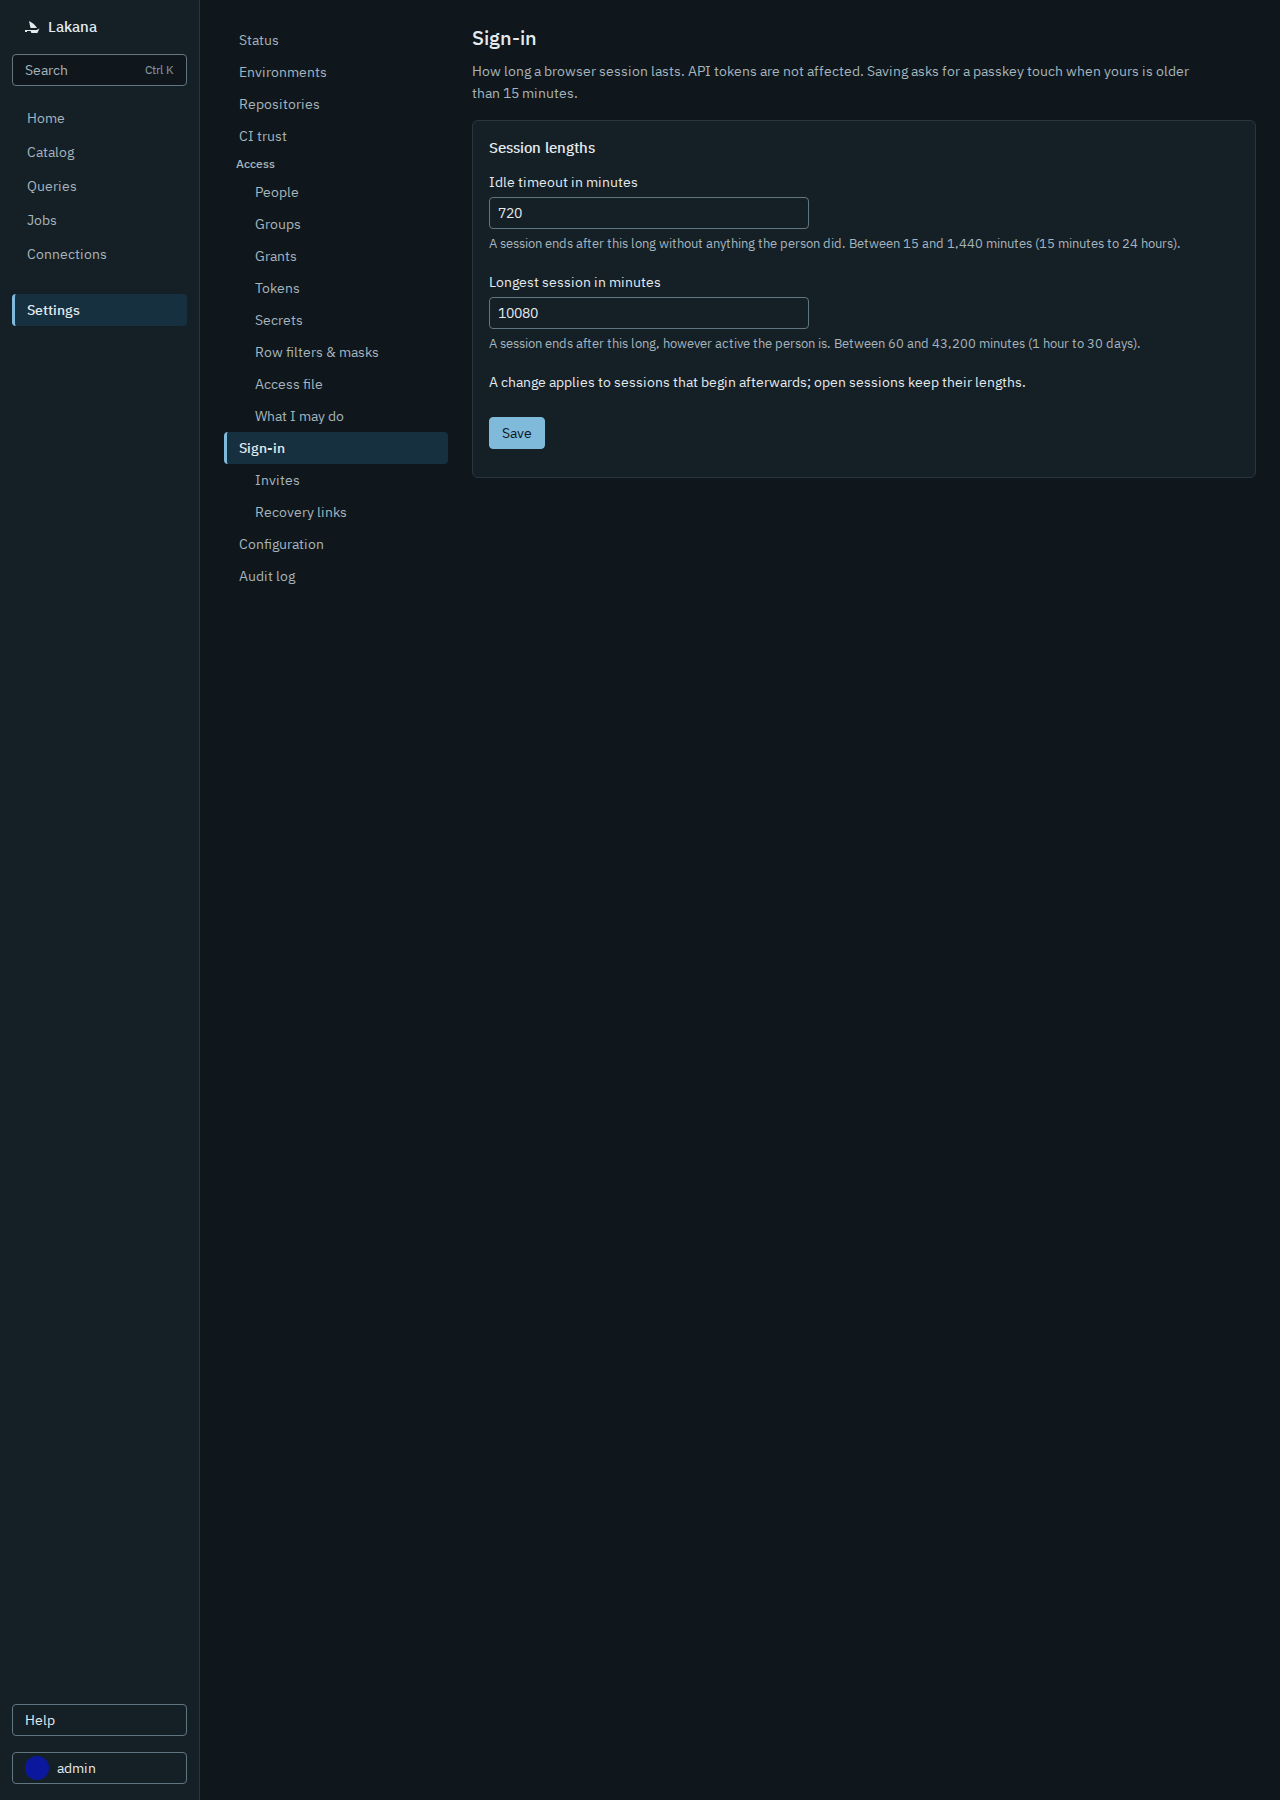 Lakana
Search Ctrl K
Home
Catalog
Queries
Jobs
Connections
Settings
Help
admin
Status
Environments
Repositories
CI trust
Access
People
Groups
Grants
Tokens
Secrets
Row filters & masks
Access file
What I may do
Sign-in
Invites
Recovery links
Configuration
Audit log
Sign-in
How long a browser session lasts. API tokens are not affected. Saving asks for a passkey touch when yours is older
than 15 minutes.
Session lengths
Idle timeout in minutes
720
A session ends after this long without anything the person did. Between 15 and 1,440 minutes (15 minutes to 24 hours).
Longest session in minutes
10080
A session ends after this long, however active the person is. Between 60 and 43,200 minutes (1 hour to 30 days).
A change applies to sessions that begin afterwards; open sessions keep their lengths.
Save